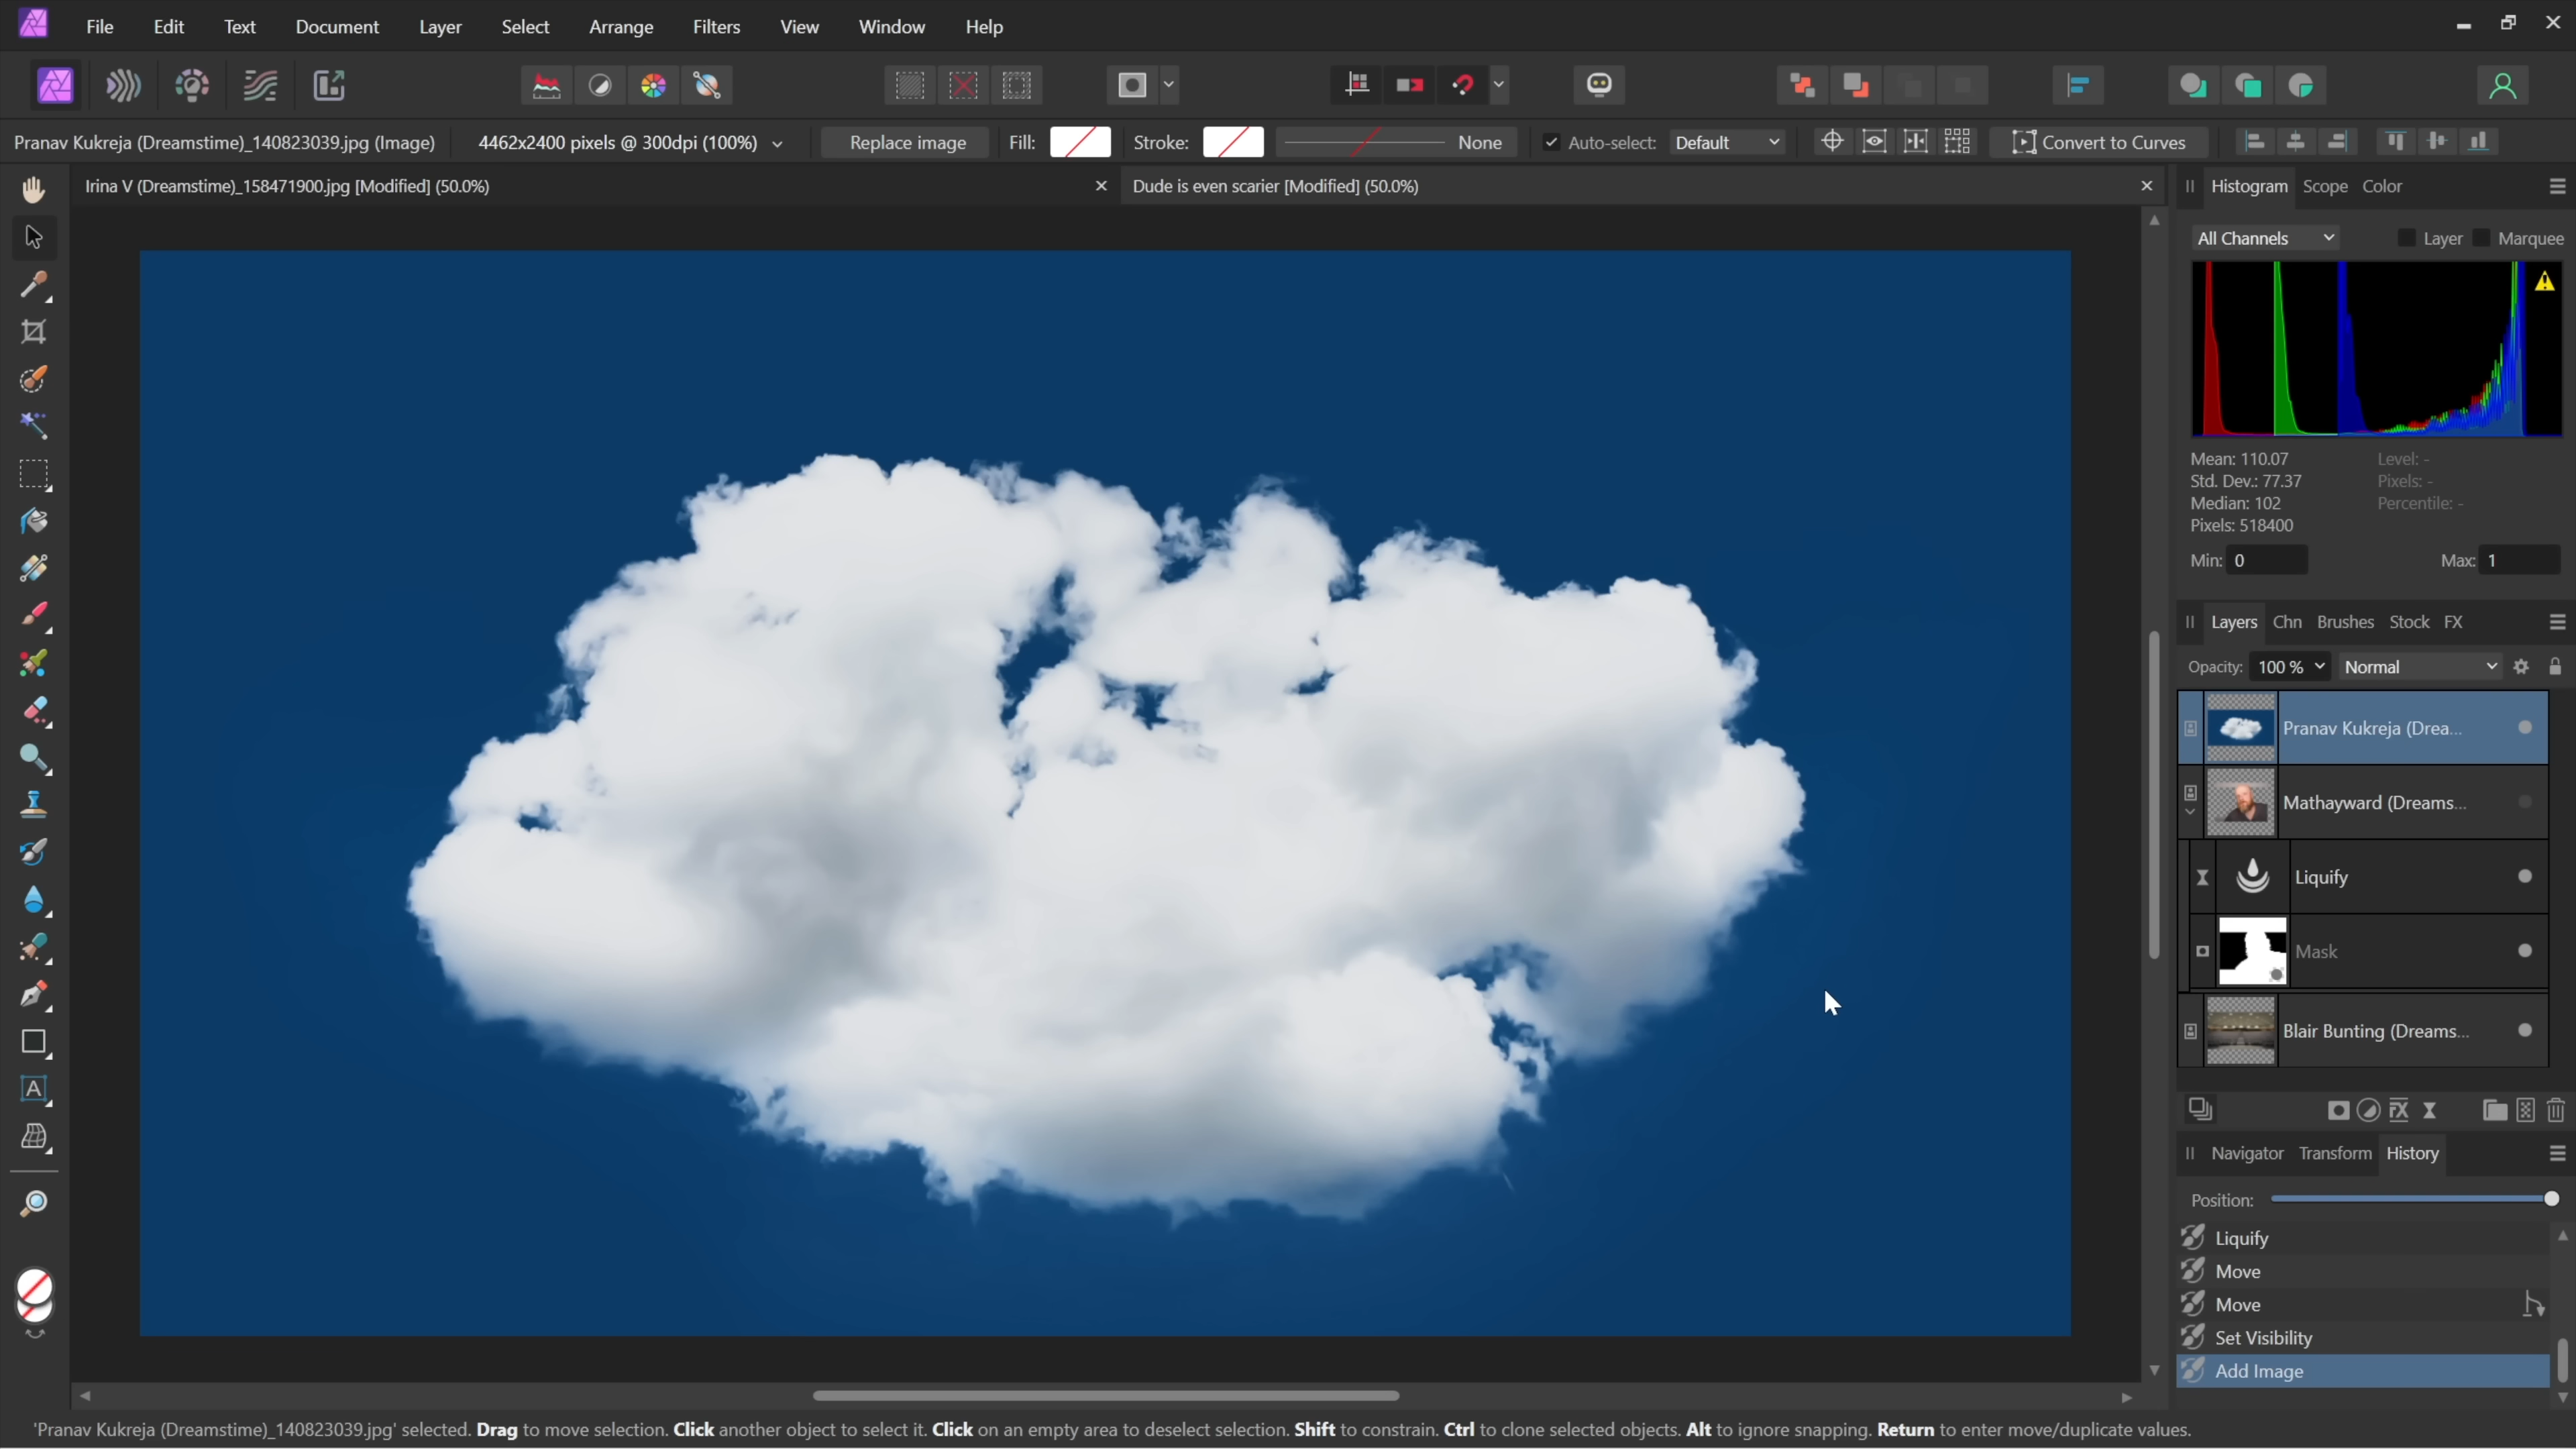 File Edit Text Document Layer Select Arrange Filters View Window Help
Pranav Kukreja (Dreamstime)_140823039.jpg (Image) 4462x2400 pixels @ 300dpi (100%) Replace image Fill: Stroke: None Auto-select: Default Convert to Curves
Irina V (Dreamstime)_158471900.jpg [Modified] (50.0%) Dude is even scarier [Modified] (50.0%)
Histogram Scope Color
All Channels Layer Marquee
Mean: 110.07 Level: -
Std. Dev.: 77.37 Pixels: -
Median: 102 Percentile: -
Pixels: 518400
Min: 0 Max: 1
Layers Chn Brushes Stock FX
Opacity: 100 % Normal
Pranav Kukreja (Drea...
Mathayward (Dreams...
Liquify
Mask
Blair Bunting (Dreams...
Navigator Transform History
Position:
Liquify
Move
Move
Set Visibility
Add Image
'Pranav Kukreja (Dreamstime)_140823039.jpg' selected. Drag to move selection. Click another object to select it. Click on an empty area to deselect selection. Shift to constrain. Ctrl to clone selected objects. Alt to ignore snapping. Return to enter move/duplicate values.